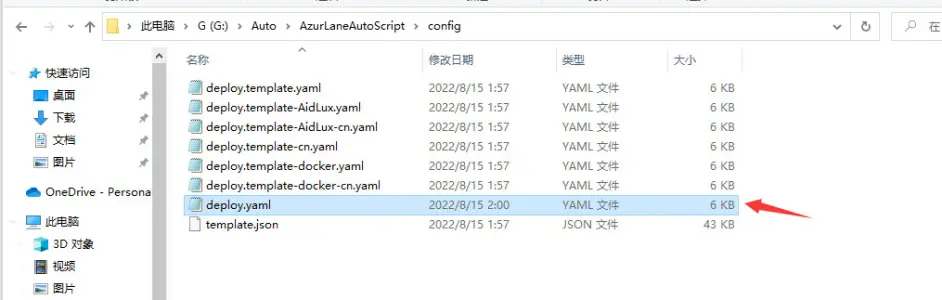 此电脑 > G (G:) > Auto > AzurLaneAutoScript > config 在
名称 修改日期 类型 大小
快速访问
桌面
下载
文档
图片
OneDrive - Persona
此电脑
3D 对象
视频
图片
deploy.template.yaml 2022/8/15 1:57 YAML 文件 6 KB
deploy.template-AidLux.yaml 2022/8/15 1:57 YAML 文件 6 KB
deploy.template-AidLux-cn.yaml 2022/8/15 1:57 YAML 文件 6 KB
deploy.template-cn.yaml 2022/8/15 1:57 YAML 文件 6 KB
deploy.template-docker.yaml 2022/8/15 1:57 YAML 文件 6 KB
deploy.template-docker-cn.yaml 2022/8/15 1:57 YAML 文件 6 KB
deploy.yaml 2022/8/15 2:00 YAML 文件 6 KB
template.json 2022/8/15 1:57 JSON 文件 43 KB